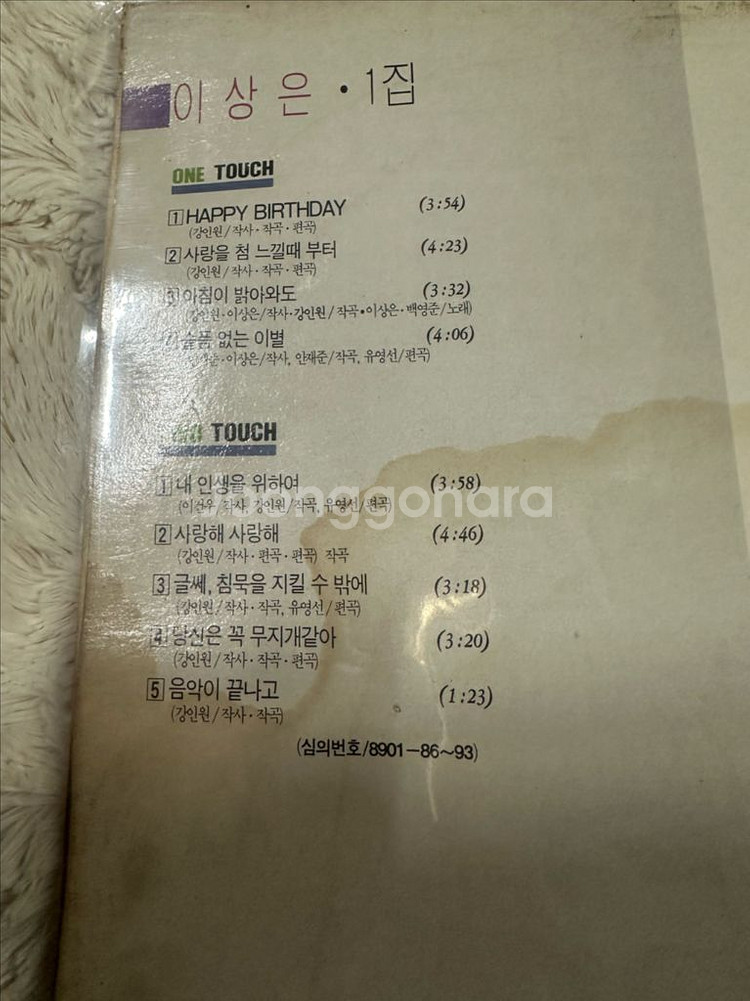 이상은 · 1집
ONE TOUCH
1 HAPPY BIRTHDAY (3:54)
(강인원/작사·작곡·편곡)
2 사랑을 첨 느낄때 부터 (4:23)
(강인원/작사·작곡·편곡)
3 아침이 밝아와도 (3:32)
(강인원·이상은/작사·강인원/작곡·이상은·백영준/노래)
4 슬픔 없는 이별 (4:06)
이상은/작사, 안재준/작곡, 유영선/편곡)
TWO TOUCH
1 내 인생을 위하여 (3:58)
(이건우/작사, 강인원/작곡, 유영선/편곡)
2 사랑해 사랑해 (4:46)
(강인원/작사·편곡·편곡) 작곡
3 글쎄, 침묵을 지킬 수 밖에 (3:18)
(강인원/작사·작곡, 유영선/편곡)
4 당신은 꼭 무지개같아 (3:20)
(강인원/작사·작곡·편곡)
5 음악이 끝나고 (1:23)
(강인원/작사·작곡)
(심의번호/8901-86~93)
junggonara